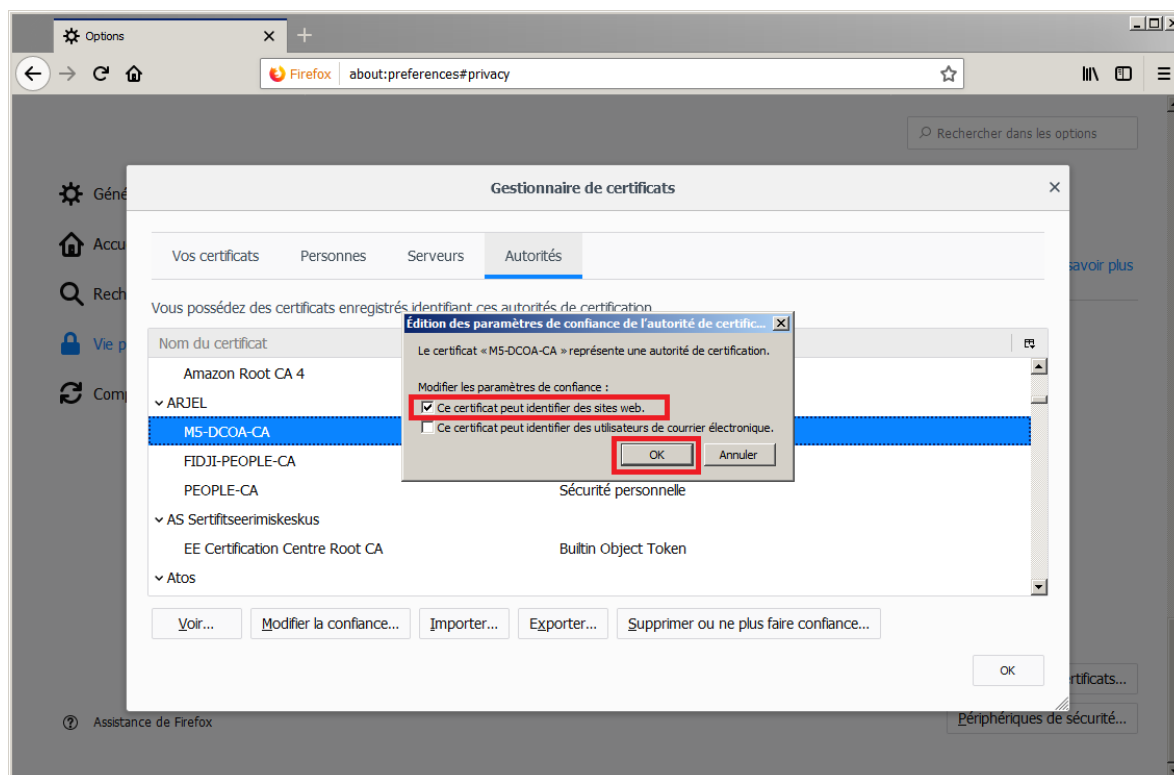 Options
Firefox about:preferences#privacy
Rechercher dans les options
Géné
Gestionnaire de certificats
Accu
Vos certificats Personnes Serveurs Autorités
savoir plus
Rech
Vous possédez des certificats enregistrés identifiant ces autorités de certification
Édition des paramètres de confiance de l'autorité de certific...
Vie p
Nom du certificat
Le certificat «M5-DCOA-CA » représente une autorité de certification.
Amazon Root CA 4
Modifier les paramètres de confiance :
Com
ARJEL
Ce certificat peut identifier des sites web.
M5-DCOA-CA
Ce certificat peut identifier des utilisateurs de courrier électronique.
FIDJI-PEOPLE-CA
OK Annuler
PEOPLE-CA Sécurité personnelle
AS Sertifitseerimiskeskus
EE Certification Centre Root CA Builtin Object Token
Atos
Voir... Modifier la confiance... Importer... Exporter... Supprimer ou ne plus faire confiance...
OK
rtificats...
Assistance de Firefox
Périphériques de sécurité...